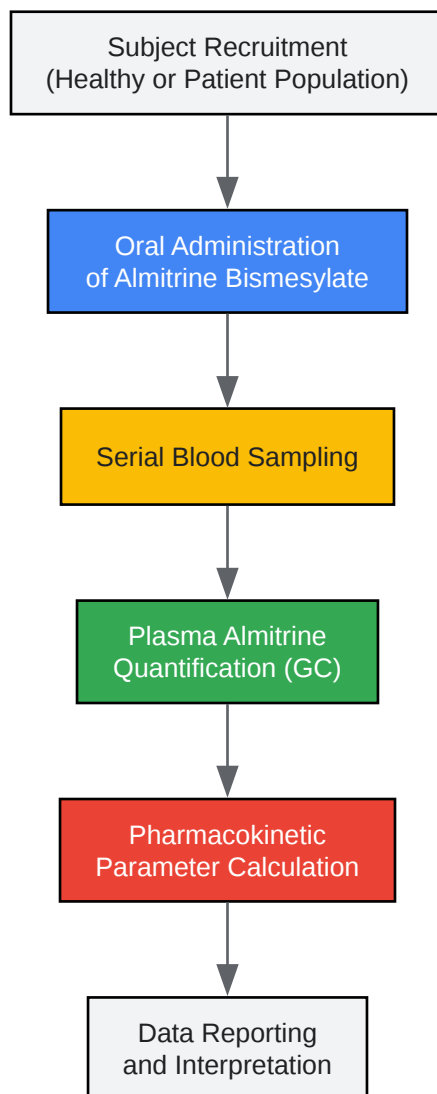 Subject Recruitment
(Healthy or Patient Population)
Oral Administration
of Almitrine Bismesylate
Serial Blood Sampling
Plasma Almitrine
Quantification (GC)
Pharmacokinetic
Parameter Calculation
Data Reporting
and Interpretation